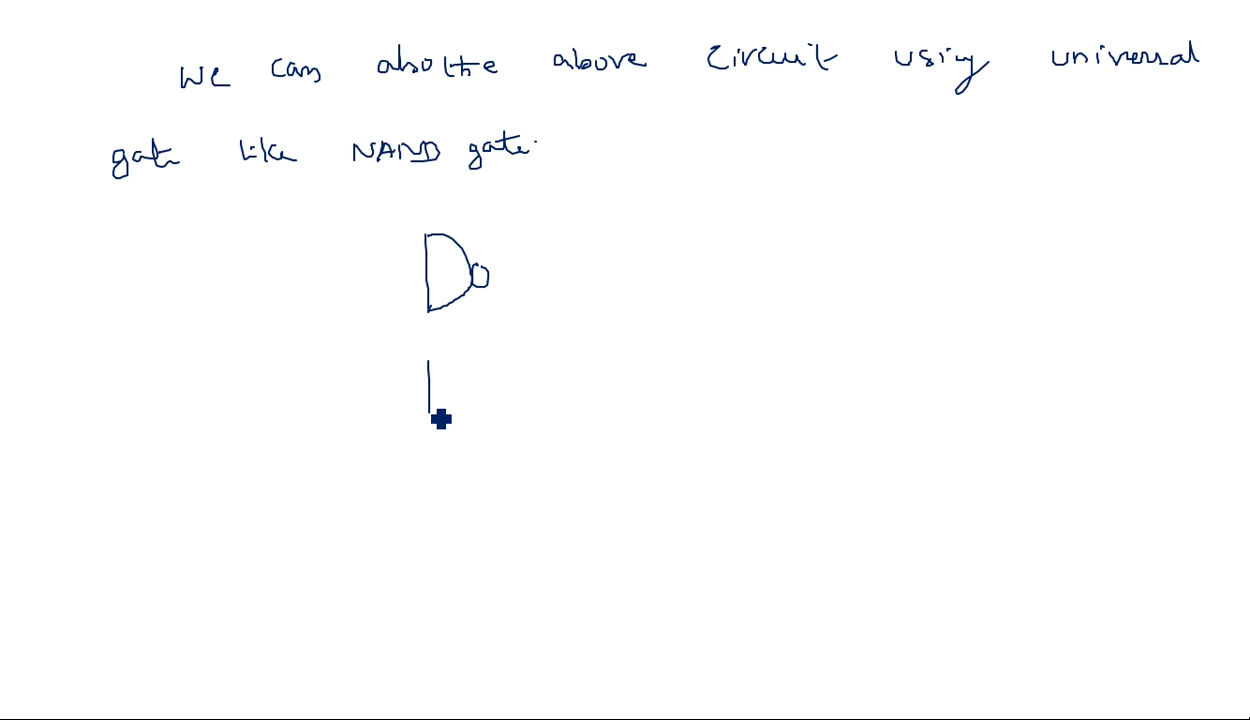 We can also the above circuit using universal
gate like NAND gate.